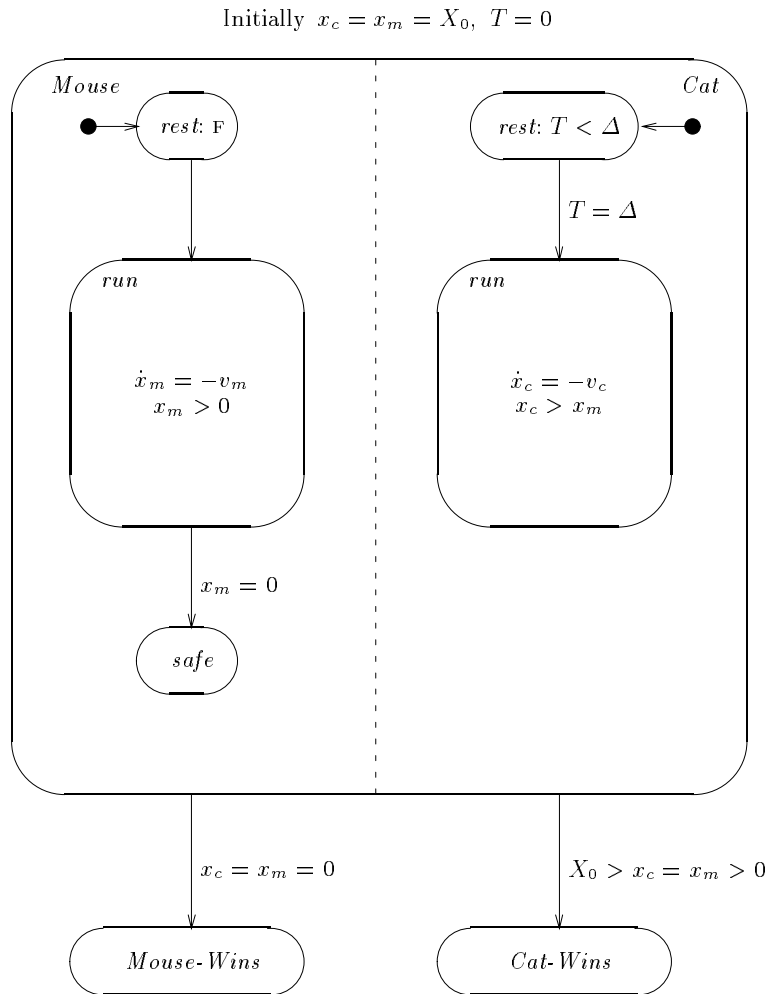 Initially x_c = x_m = X_0, T = 0
Mouse
Cat
rest: F
rest: T < Δ
T = Δ
run
run
ẋ_m = −v_m
x_m > 0
ẋ_c = −v_c
x_c > x_m
x_m = 0
safe
x_c = x_m = 0
X_0 > x_c = x_m > 0
Mouse-Wins
Cat-Wins